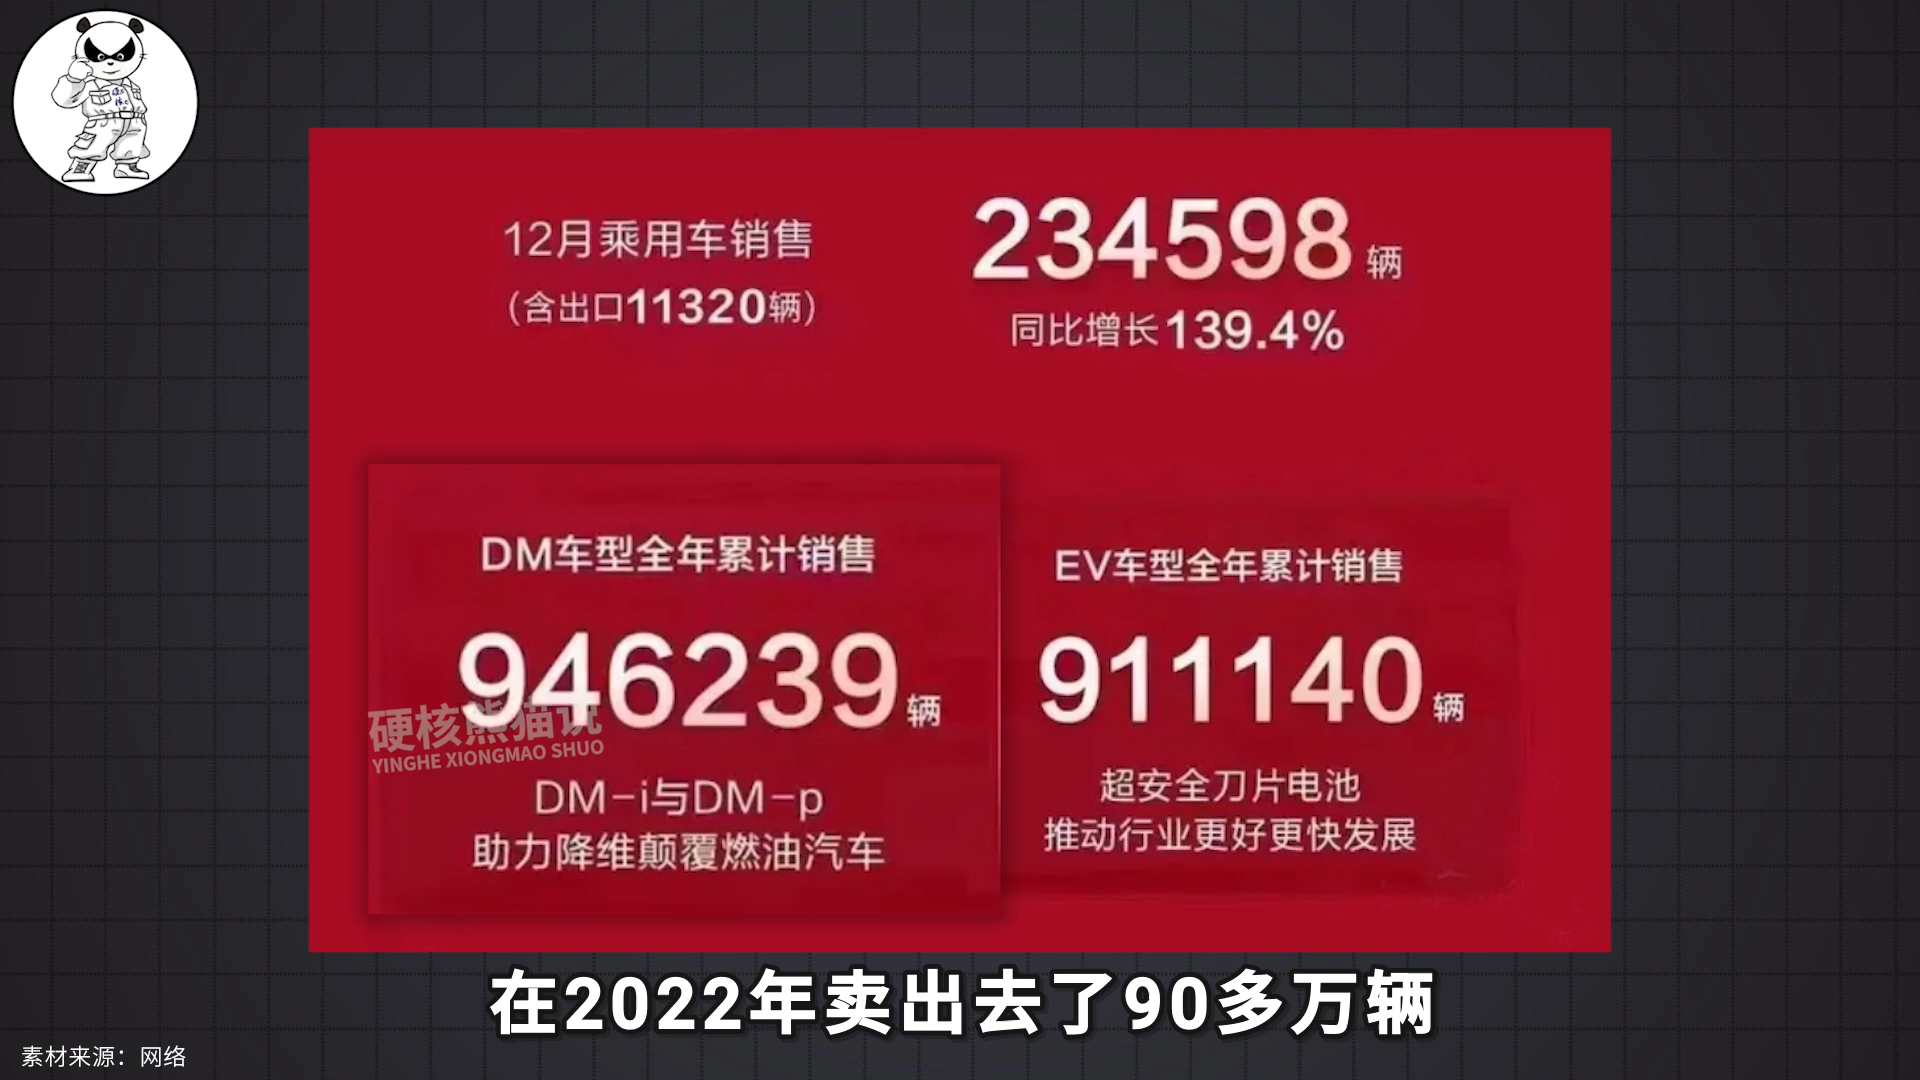 12月乘用车销售
（含出口11320辆）
234598辆
同比增长139.4%
DM车型全年累计销售
946239辆
DM-i与DM-p
助力降维颠覆燃油汽车
EV车型全年累计销售
911140辆
超安全刀片电池
推动行业更好更快发展
硬核熊猫说
YINGHE XIONGMAO SHUO
在2022年卖出去了90多万辆
素材来源：网络